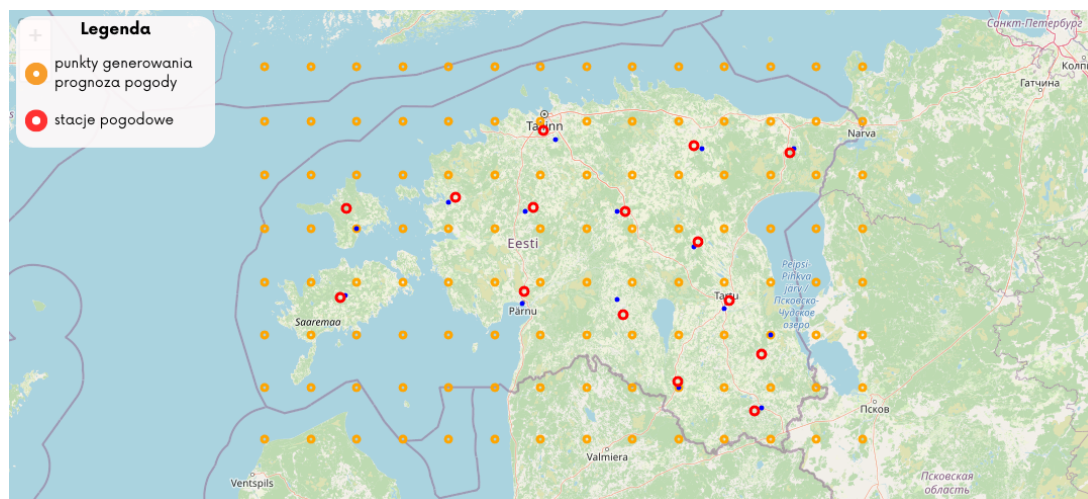 Legenda
+
punkty generowania
prognoza pogody
stacje pogodowe
Санкт-Петербург
Колпи
Гатчина
Tallinn
Narva
Eesti
Peipsi-
Pihkva
järv /
Псковско-
Чудское
озеро
Tartu
Pärnu
Saaremaa
Псков
Valmiera
Ventspils
Псковская
область